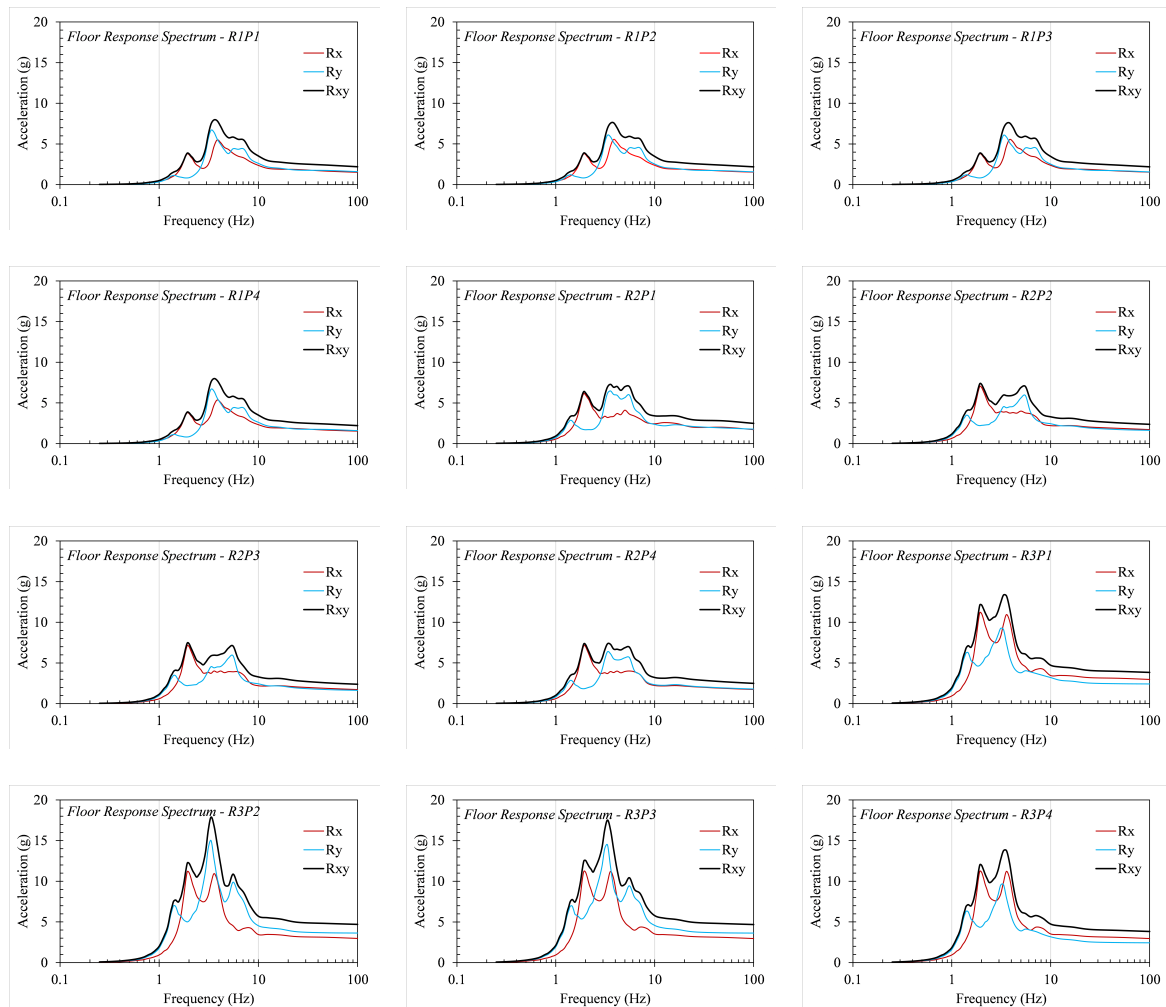 Floor Response Spectrum - R1P1
Acceleration (g)
20
15
10
5
0
Rx
Ry
Rxy
0.1 1 10 100
Frequency (Hz)
Floor Response Spectrum - R1P2
Acceleration (g)
20
15
10
5
0
Rx
Ry
Rxy
0.1 1 10 100
Frequency (Hz)
Floor Response Spectrum - R1P3
Acceleration (g)
20
15
10
5
0
Rx
Ry
Rxy
0.1 1 10 100
Frequency (Hz)
Floor Response Spectrum - R1P4
Acceleration (g)
20
15
10
5
0
Rx
Ry
Rxy
0.1 1 10 100
Frequency (Hz)
Floor Response Spectrum - R2P1
Acceleration (g)
20
15
10
5
0
Rx
Ry
Rxy
0.1 1 10 100
Frequency (Hz)
Floor Response Spectrum - R2P2
Acceleration (g)
20
15
10
5
0
Rx
Ry
Rxy
0.1 1 10 100
Frequency (Hz)
Floor Response Spectrum - R2P3
Acceleration (g)
20
15
10
5
0
Rx
Ry
Rxy
0.1 1 10 100
Frequency (Hz)
Floor Response Spectrum - R2P4
Acceleration (g)
20
15
10
5
0
Rx
Ry
Rxy
0.1 1 10 100
Frequency (Hz)
Floor Response Spectrum - R3P1
Acceleration (g)
20
15
10
5
0
Rx
Ry
Rxy
0.1 1 10 100
Frequency (Hz)
Floor Response Spectrum - R3P2
Acceleration (g)
20
15
10
5
0
Rx
Ry
Rxy
0.1 1 10 100
Frequency (Hz)
Floor Response Spectrum - R3P3
Acceleration (g)
20
15
10
5
0
Rx
Ry
Rxy
0.1 1 10 100
Frequency (Hz)
Floor Response Spectrum - R3P4
Acceleration (g)
20
15
10
5
0
Rx
Ry
Rxy
0.1 1 10 100
Frequency (Hz)